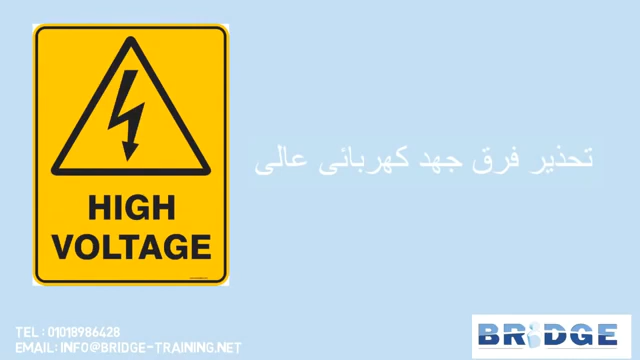 HIGH
VOLTAGE
تحذير فرق جهد كهربائى عالى
TEL : 01018986428
EMAIL: INFO@BRIDGE-TRAINING.NET
BRIDGE